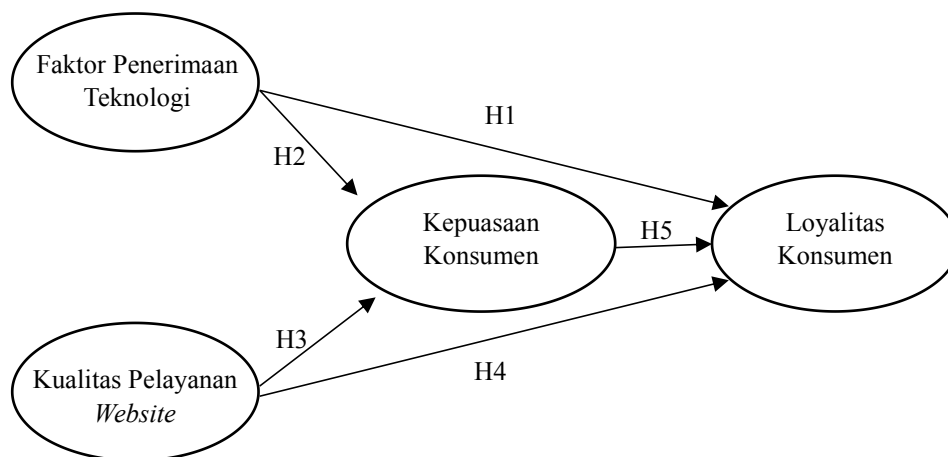 Faktor Penerimaan
Teknologi
H1
H2
Kepuasaan
Konsumen
H5
Loyalitas
Konsumen
H3
H4
Kualitas Pelayanan
Website